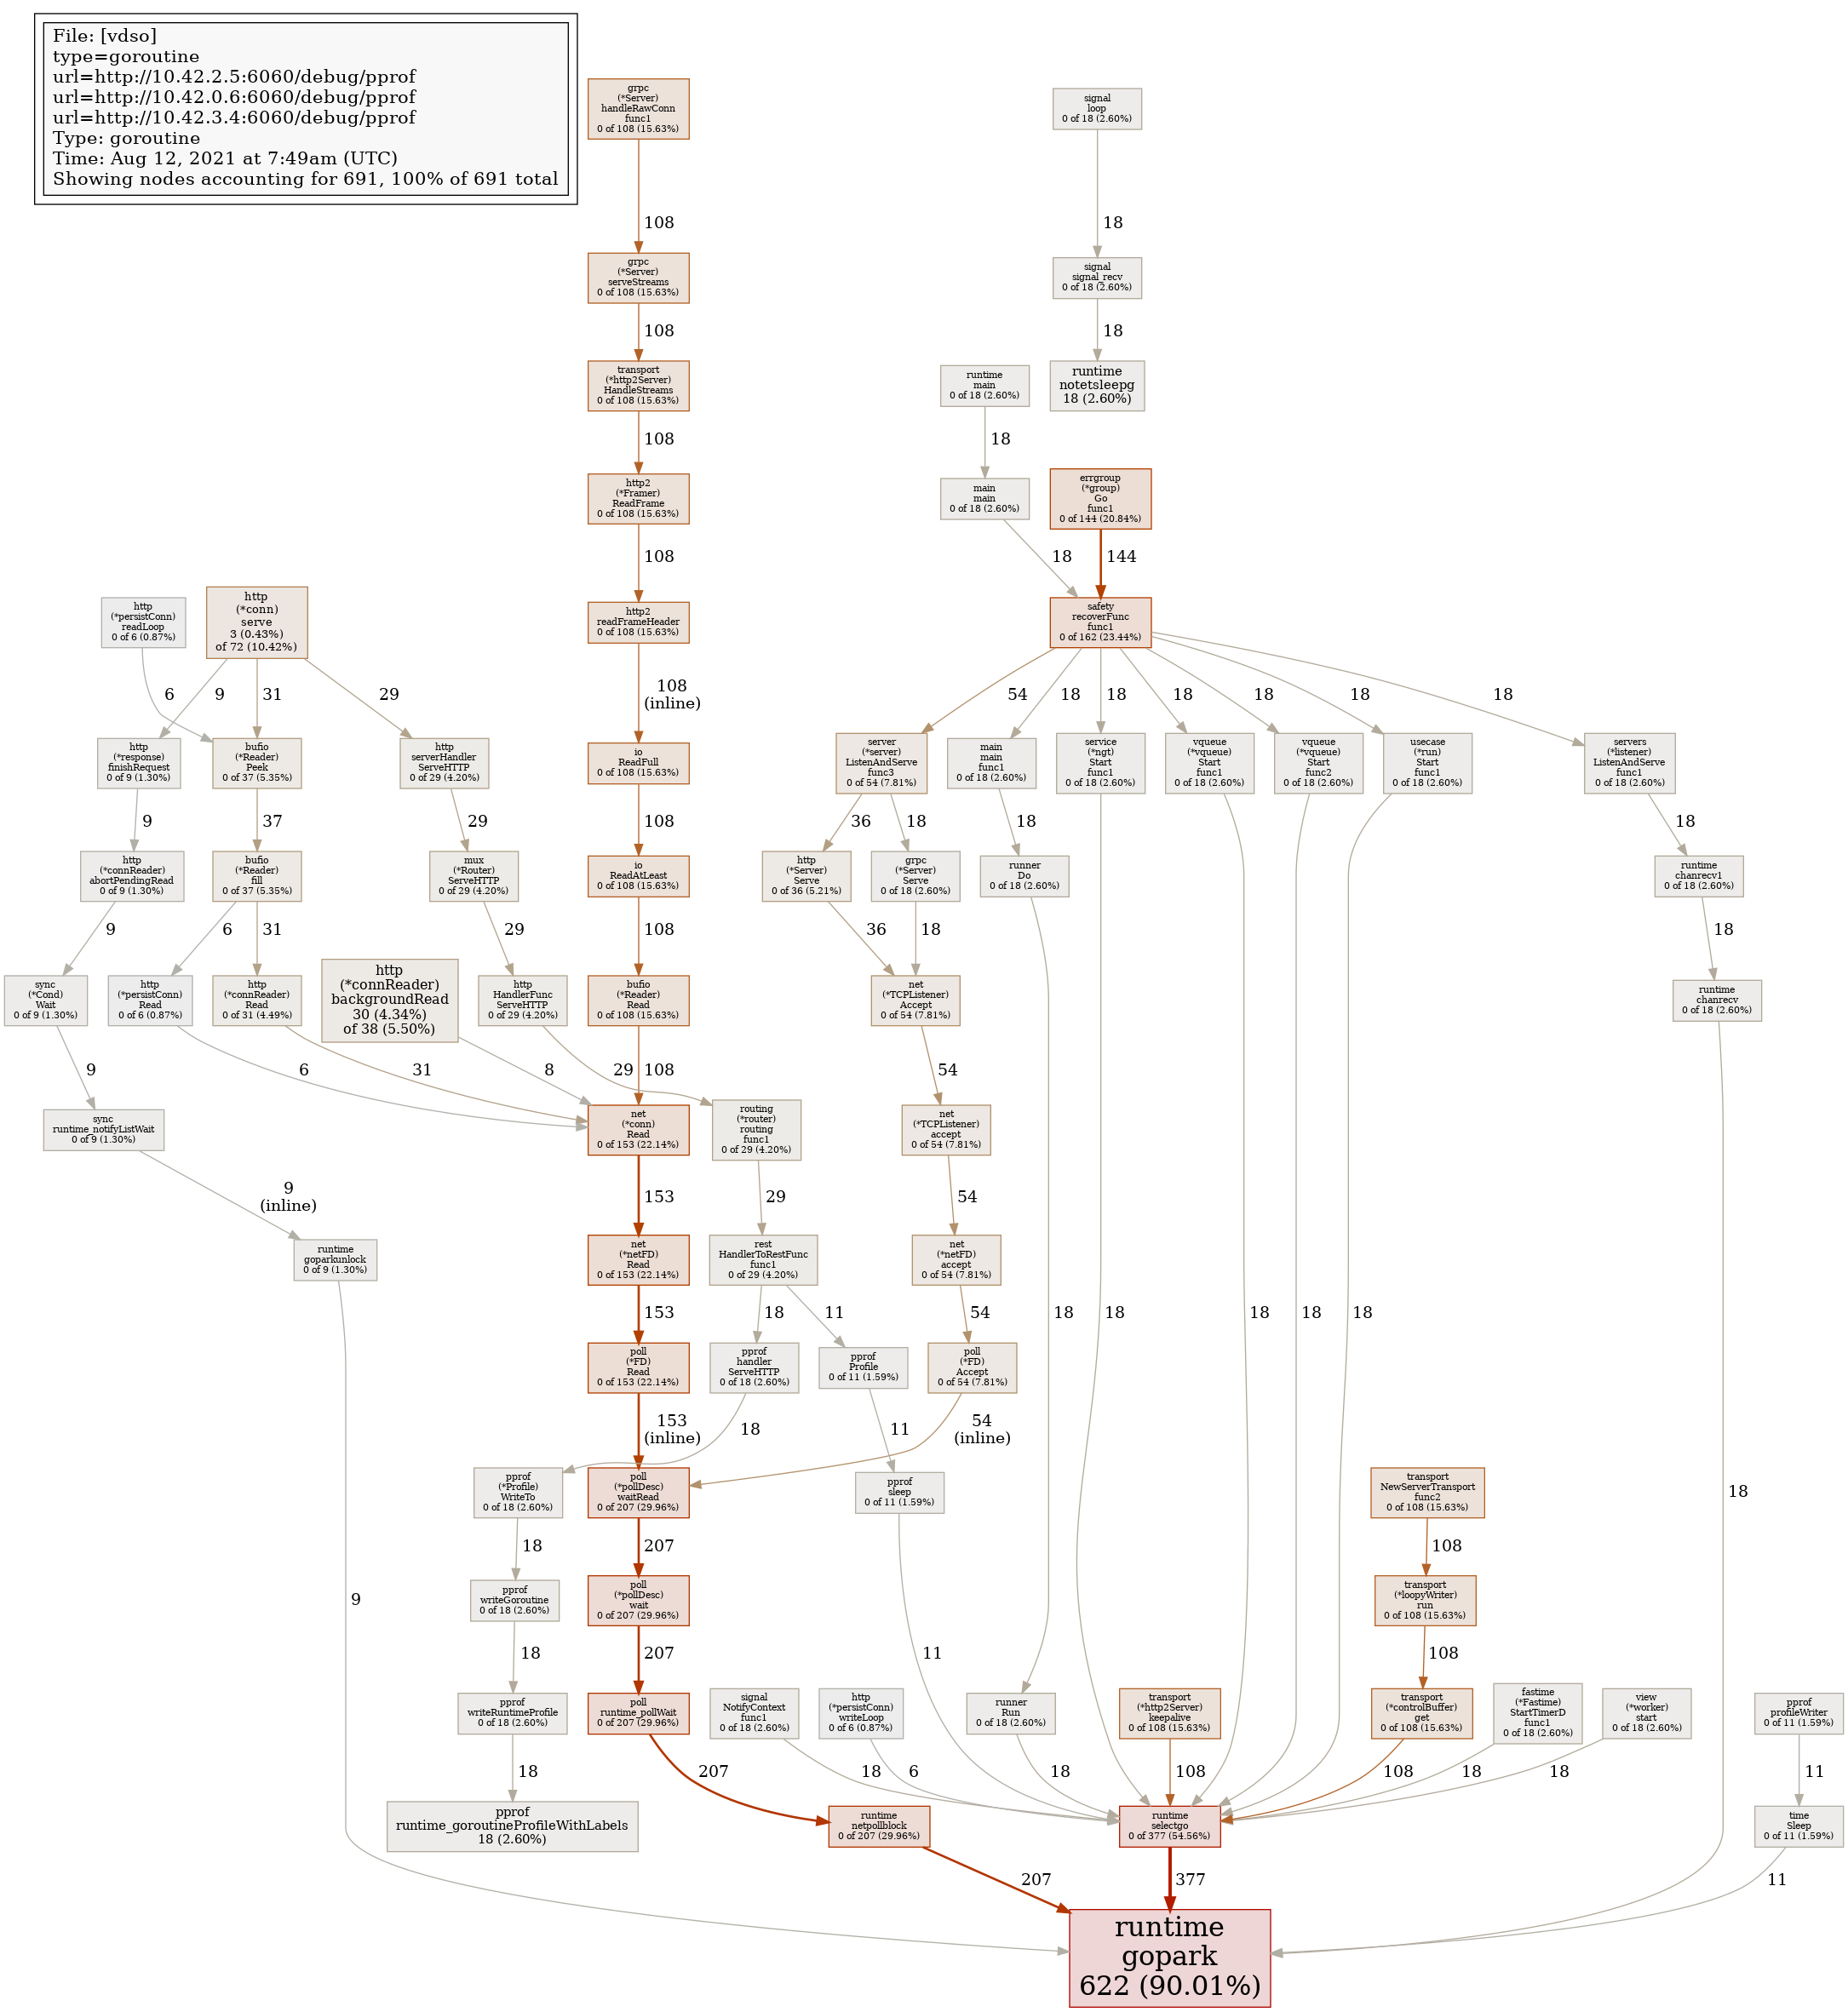 File: [vdso]
type=goroutine
url=http://10.42.2.5:6060/debug/pprof
url=http://10.42.0.6:6060/debug/pprof
url=http://10.42.3.4:6060/debug/pprof
Type: goroutine
Time: Aug 12, 2021 at 7:49am (UTC)
Showing nodes accounting for 691, 100% of 691 total
grpc
(*Server)
handleRawConn
func1
0 of 108 (15.63%)
108
grpc
(*Server)
serveStreams
0 of 108 (15.63%)
108
transport
(*http2Server)
HandleStreams
0 of 108 (15.63%)
108
http2
(*Framer)
ReadFrame
0 of 108 (15.63%)
108
http2
readFrameHeader
0 of 108 (15.63%)
108
(inline)
io
ReadFull
0 of 108 (15.63%)
108
io
ReadAtLeast
0 of 108 (15.63%)
108
bufio
(*Reader)
Read
0 of 108 (15.63%)
108
signal
loop
0 of 18 (2.60%)
18
signal
signal_recv
0 of 18 (2.60%)
18
runtime
notetsleepg
18 (2.60%)
runtime
main
0 of 18 (2.60%)
18
main
main
0 of 18 (2.60%)
18
errgroup
(*group)
Go
func1
0 of 144 (20.84%)
144
safety
recoverFunc
func1
0 of 162 (23.44%)
54
18
18
18
18
18
18
http
(*persistConn)
readLoop
0 of 6 (0.87%)
6
http
(*conn)
serve
3 (0.43%)
of 72 (10.42%)
9
31
29
http
(*response)
finishRequest
0 of 9 (1.30%)
9
bufio
(*Reader)
Peek
0 of 37 (5.35%)
37
http
serverHandler
ServeHTTP
0 of 29 (4.20%)
29
http
(*connReader)
abortPendingRead
0 of 9 (1.30%)
9
bufio
(*Reader)
fill
0 of 37 (5.35%)
6
31
mux
(*Router)
ServeHTTP
0 of 29 (4.20%)
29
sync
(*Cond)
Wait
0 of 9 (1.30%)
9
http
(*persistConn)
Read
0 of 6 (0.87%)
6
http
(*connReader)
Read
0 of 31 (4.49%)
31
http
(*connReader)
backgroundRead
30 (4.34%)
of 38 (5.50%)
8
http
HandlerFunc
ServeHTTP
0 of 29 (4.20%)
29
sync
runtime_notifyListWait
0 of 9 (1.30%)
9
(inline)
runtime
goparkunlock
0 of 9 (1.30%)
9
net
(*conn)
Read
0 of 153 (22.14%)
153
net
(*netFD)
Read
0 of 153 (22.14%)
153
poll
(*FD)
Read
0 of 153 (22.14%)
153
(inline)
routing
(*router)
routing
func1
0 of 29 (4.20%)
29
rest
HandlerToRestFunc
func1
0 of 29 (4.20%)
18
11
pprof
handler
ServeHTTP
0 of 18 (2.60%)
18
pprof
Profile
0 of 11 (1.59%)
11
pprof
sleep
0 of 11 (1.59%)
11
server
(*server)
ListenAndServe
func3
0 of 54 (7.81%)
36
18
main
main
func1
0 of 18 (2.60%)
18
service
(*ngt)
Start
func1
0 of 18 (2.60%)
18
vqueue
(*vqueue)
Start
func1
0 of 18 (2.60%)
18
vqueue
(*vqueue)
Start
func2
0 of 18 (2.60%)
18
usecase
(*run)
Start
func1
0 of 18 (2.60%)
18
servers
(*listener)
ListenAndServe
func1
0 of 18 (2.60%)
18
http
(*Server)
Serve
0 of 36 (5.21%)
36
grpc
(*Server)
Serve
0 of 18 (2.60%)
18
runner
Do
0 of 18 (2.60%)
18
runtime
chanrecv1
0 of 18 (2.60%)
18
runtime
chanrecv
0 of 18 (2.60%)
18
net
(*TCPListener)
Accept
0 of 54 (7.81%)
54
net
(*TCPListener)
accept
0 of 54 (7.81%)
54
net
(*netFD)
accept
0 of 54 (7.81%)
54
poll
(*FD)
Accept
0 of 54 (7.81%)
54
(inline)
pprof
(*Profile)
WriteTo
0 of 18 (2.60%)
18
pprof
writeGoroutine
0 of 18 (2.60%)
18
pprof
writeRuntimeProfile
0 of 18 (2.60%)
18
pprof
runtime_goroutineProfileWithLabels
18 (2.60%)
poll
(*pollDesc)
waitRead
0 of 207 (29.96%)
207
poll
(*pollDesc)
wait
0 of 207 (29.96%)
207
poll
runtime_pollWait
0 of 207 (29.96%)
207
signal
NotifyContext
func1
0 of 18 (2.60%)
18
http
(*persistConn)
writeLoop
0 of 6 (0.87%)
6
runner
Run
0 of 18 (2.60%)
18
transport
(*http2Server)
keepalive
0 of 108 (15.63%)
108
transport
NewServerTransport
func2
0 of 108 (15.63%)
108
transport
(*loopyWriter)
run
0 of 108 (15.63%)
108
transport
(*controlBuffer)
get
0 of 108 (15.63%)
108
fastime
(*Fastime)
StartTimerD
func1
0 of 18 (2.60%)
18
view
(*worker)
start
0 of 18 (2.60%)
18
pprof
profileWriter
0 of 11 (1.59%)
11
time
Sleep
0 of 11 (1.59%)
11
runtime
netpollblock
0 of 207 (29.96%)
207
runtime
selectgo
0 of 377 (54.56%)
377
runtime
gopark
622 (90.01%)